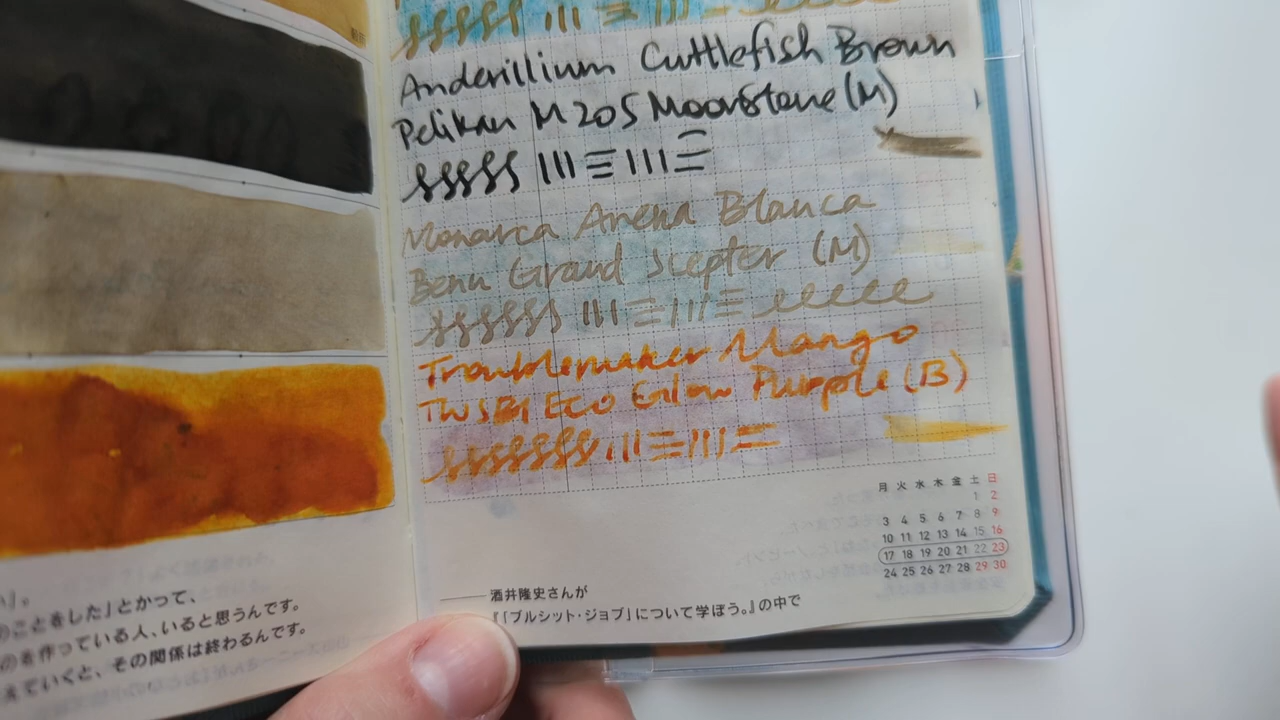 い」。
のことをした」とかって、
のを作っている人、いると思うんです。
えていくと、その関係は終わるんです。
Anderillium Cuttlefish Brown
Pelikan M205 Moonstone (M)
Monarca Arena Blanca
Benu Grand Scepter (M)
Troublemaker Mango
TWSBI Eco Glow Purple (B)
月 火 水 木 金 土 日
1 2
3 4 5 6 7 8 9
10 11 12 13 14 15 16
17 18 19 20 21 22 23
24 25 26 27 28 29 30
——酒井隆史さんが
『「ブルシット・ジョブ」について学ぼう。』の中で